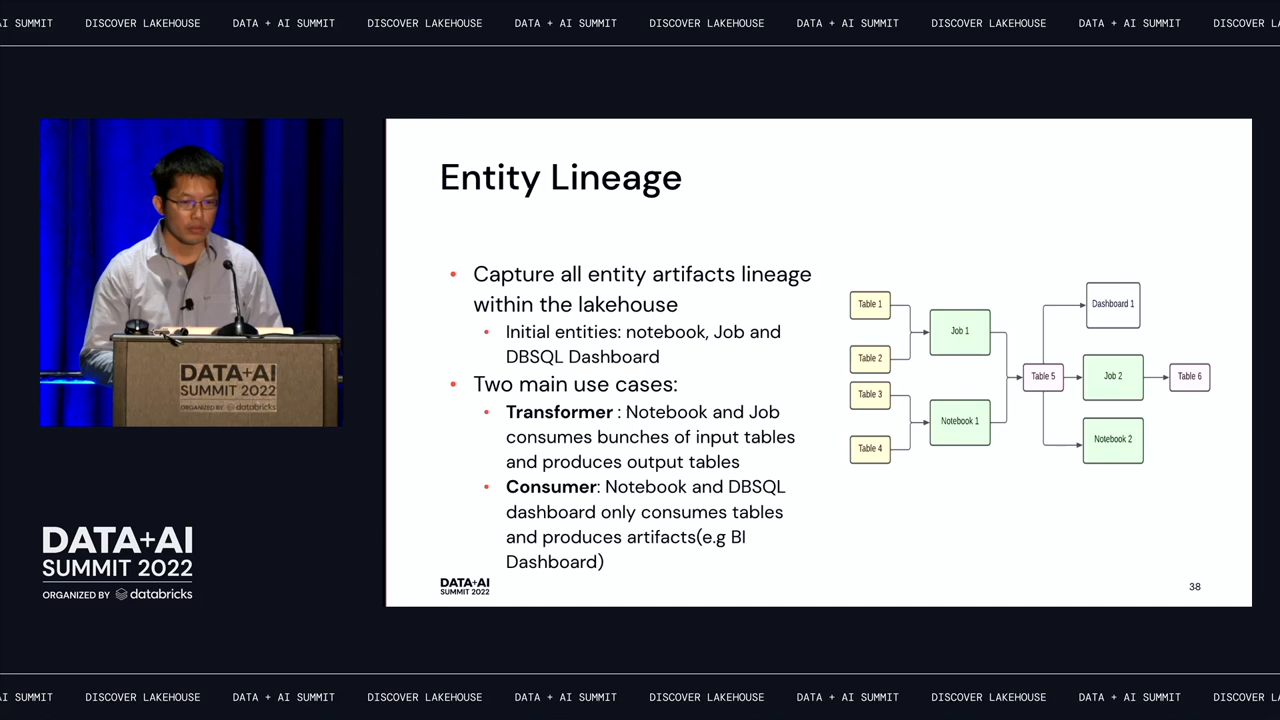 AI SUMMIT DISCOVER LAKEHOUSE DATA + AI SUMMIT DISCOVER LAKEHOUSE DATA + AI SUMMIT DISCOVER LAKEHOUSE DATA + AI SUMMIT DISCOVER LAKEHOUSE DATA + AI SUMMIT DISCOVER
DATA+AI
SUMMIT 2022
ORGANIZED BY databricks
Entity Lineage
• Capture all entity artifacts lineage
within the lakehouse
• Initial entities: notebook, Job and
DBSQL Dashboard
• Two main use cases:
• Transformer : Notebook and Job
consumes bunches of input tables
and produces output tables
• Consumer: Notebook and DBSQL
dashboard only consumes tables
and produces artifacts(e.g BI
Dashboard)
Table 1
Table 2
Table 3
Table 4
Job 1
Notebook 1
Table 5
Dashboard 1
Job 2
Notebook 2
Table 6
DATA+AI
SUMMIT 2022
38
DATA+AI
SUMMIT 2022
ORGANIZED BY databricks
AI SUMMIT DISCOVER LAKEHOUSE DATA + AI SUMMIT DISCOVER LAKEHOUSE DATA + AI SUMMIT DISCOVER LAKEHOUSE DATA + AI SUMMIT DISCOVER LAKEHOUSE DATA + AI SUMMIT DISCOVER